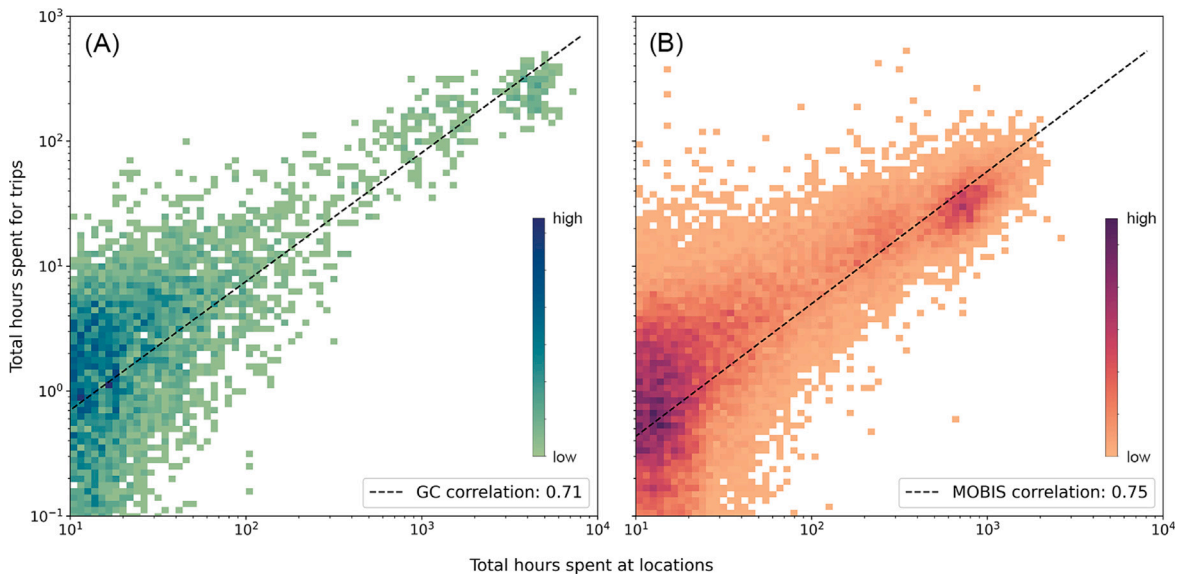 (A)
(B)
Total hours spent for trips
10³
10²
10¹
10⁰
10⁻¹
high
low
high
low
GC correlation: 0.71
MOBIS correlation: 0.75
10¹ 10² 10³ 10⁴
10¹ 10² 10³ 10⁴
Total hours spent at locations